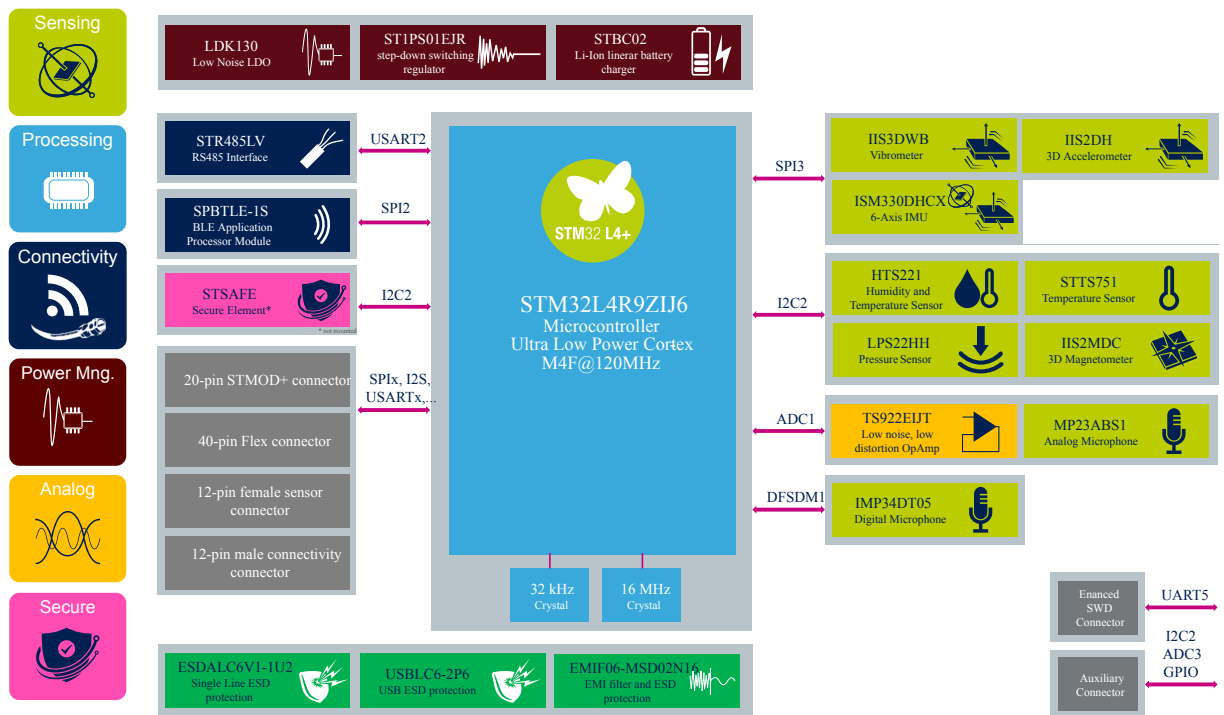 Sensing
Processing
Connectivity
Power Mng.
Analog
Secure
LDK130
Low Noise LDO
ST1PS01EJR
step-down switching
regulator
STBC02
Li-Ion linerar battery
charger
STR485LV
RS485 Interface
USART2
SPBTLE-1S
BLE Application
Processor Module
SPI2
STSAFE
Secure Element*
* not mounted
I2C2
20-pin STMOD+ connector
40-pin Flex connector
12-pin female sensor
connector
12-pin male connectivity
connector
SPIx, I2S,
USARTx,...
STM32 L4+
STM32L4R9ZIJ6
Microcontroller
Ultra Low Power Cortex
M4F@120MHz
32 kHz
Crystal
16 MHz
Crystal
SPI3
IIS3DWB
Vibrometer
IIS2DH
3D Accelerometer
ISM330DHCX
6-Axis IMU
I2C2
HTS221
Humidity and
Temperature Sensor
STTS751
Temperature Sensor
LPS22HH
Pressure Sensor
IIS2MDC
3D Magnetometer
ADC1
TS922EIJT
Low noise, low
distortion OpAmp
MP23ABS1
Analog Microphone
DFSDM1
IMP34DT05
Digital Microphone
Enanced
SWD
Connector
UART5
Auxiliary
Connector
I2C2
ADC3
GPIO
ESDALC6V1-1U2
Single Line ESD
protection
USBLC6-2P6
USB ESD protection
EMIF06-MSD02N16
EMI filter and ESD
protection